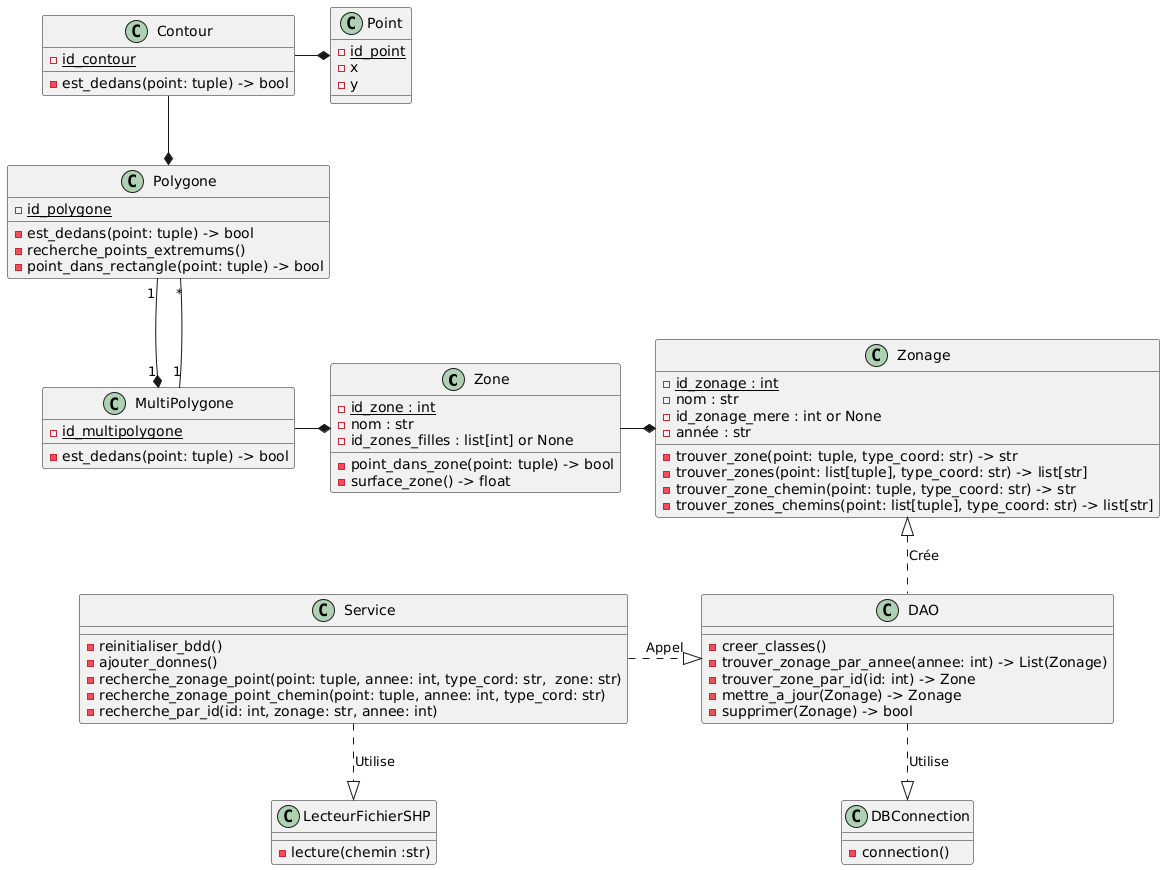 C Contour
id_contour
est_dedans(point: tuple) -> bool
C Point
id_point
x
y
C Polygone
id_polygone
est_dedans(point: tuple) -> bool
recherche_points_extremums()
point_dans_rectangle(point: tuple) -> bool
1 *
1 1
C MultiPolygone
id_multipolygone
est_dedans(point: tuple) -> bool
C Zone
id_zone : int
nom : str
id_zones_filles : list[int] or None
point_dans_zone(point: tuple) -> bool
surface_zone() -> float
C Zonage
id_zonage : int
nom : str
id_zonage_mere : int or None
année : str
trouver_zone(point: tuple, type_coord: str) -> str
trouver_zones(point: list[tuple], type_coord: str) -> list[str]
trouver_zone_chemin(point: tuple, type_coord: str) -> str
trouver_zones_chemins(point: list[tuple], type_coord: str) -> list[str]
Crée
C Service
reinitialiser_bdd()
ajouter_donnes()
recherche_zonage_point(point: tuple, annee: int, type_cord: str,  zone: str)
recherche_zonage_point_chemin(point: tuple, annee: int, type_cord: str)
recherche_par_id(id: int, zonage: str, annee: int)
Appel
C DAO
creer_classes()
trouver_zonage_par_annee(annee: int) -> List(Zonage)
trouver_zone_par_id(id: int) -> Zone
mettre_a_jour(Zonage) -> Zonage
supprimer(Zonage) -> bool
Utilise
Utilise
C LecteurFichierSHP
lecture(chemin :str)
C DBConnection
connection()